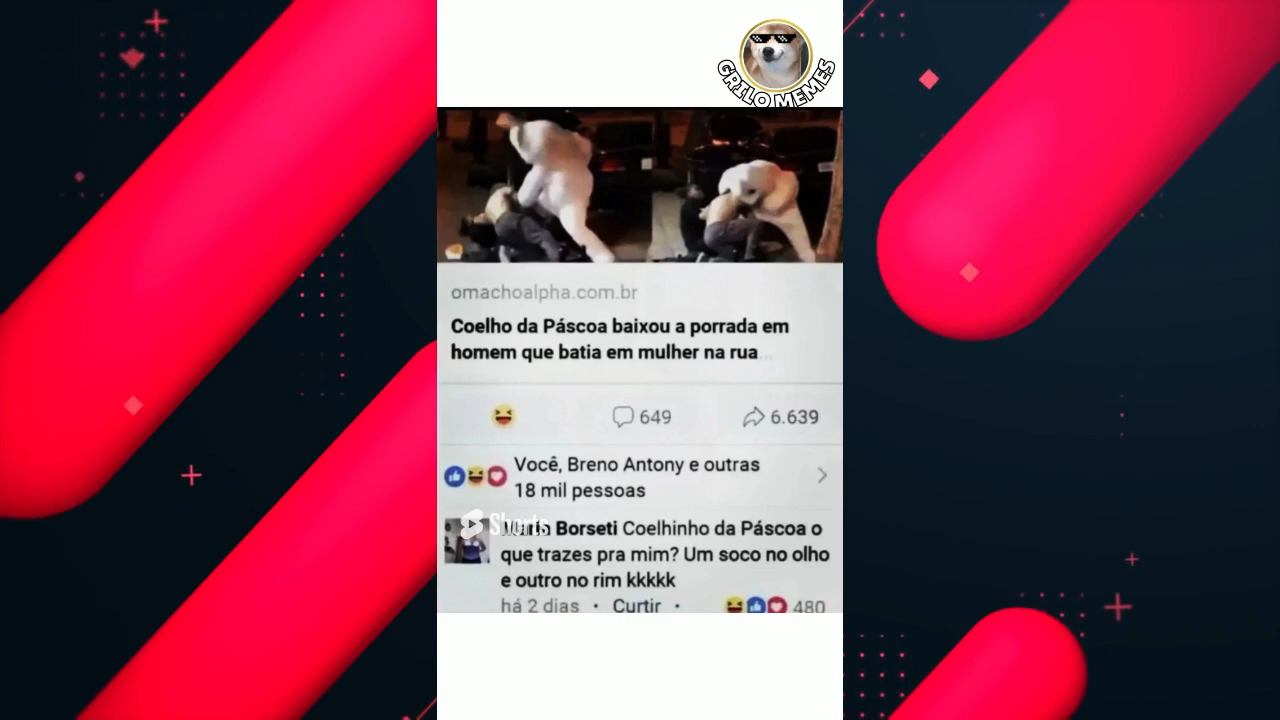 GRILO MEMES
omachoalpha.com.br
Coelho da Páscoa baixou a porrada em
homem que batia em mulher na rua...
649
6.639
Você, Breno Antony e outras
18 mil pessoas
Shorts
Borseti Coelhinho da Páscoa o
que trazes pra mim? Um soco no olho
e outro no rim kkkkk
há 2 dias · Curtir ·
480